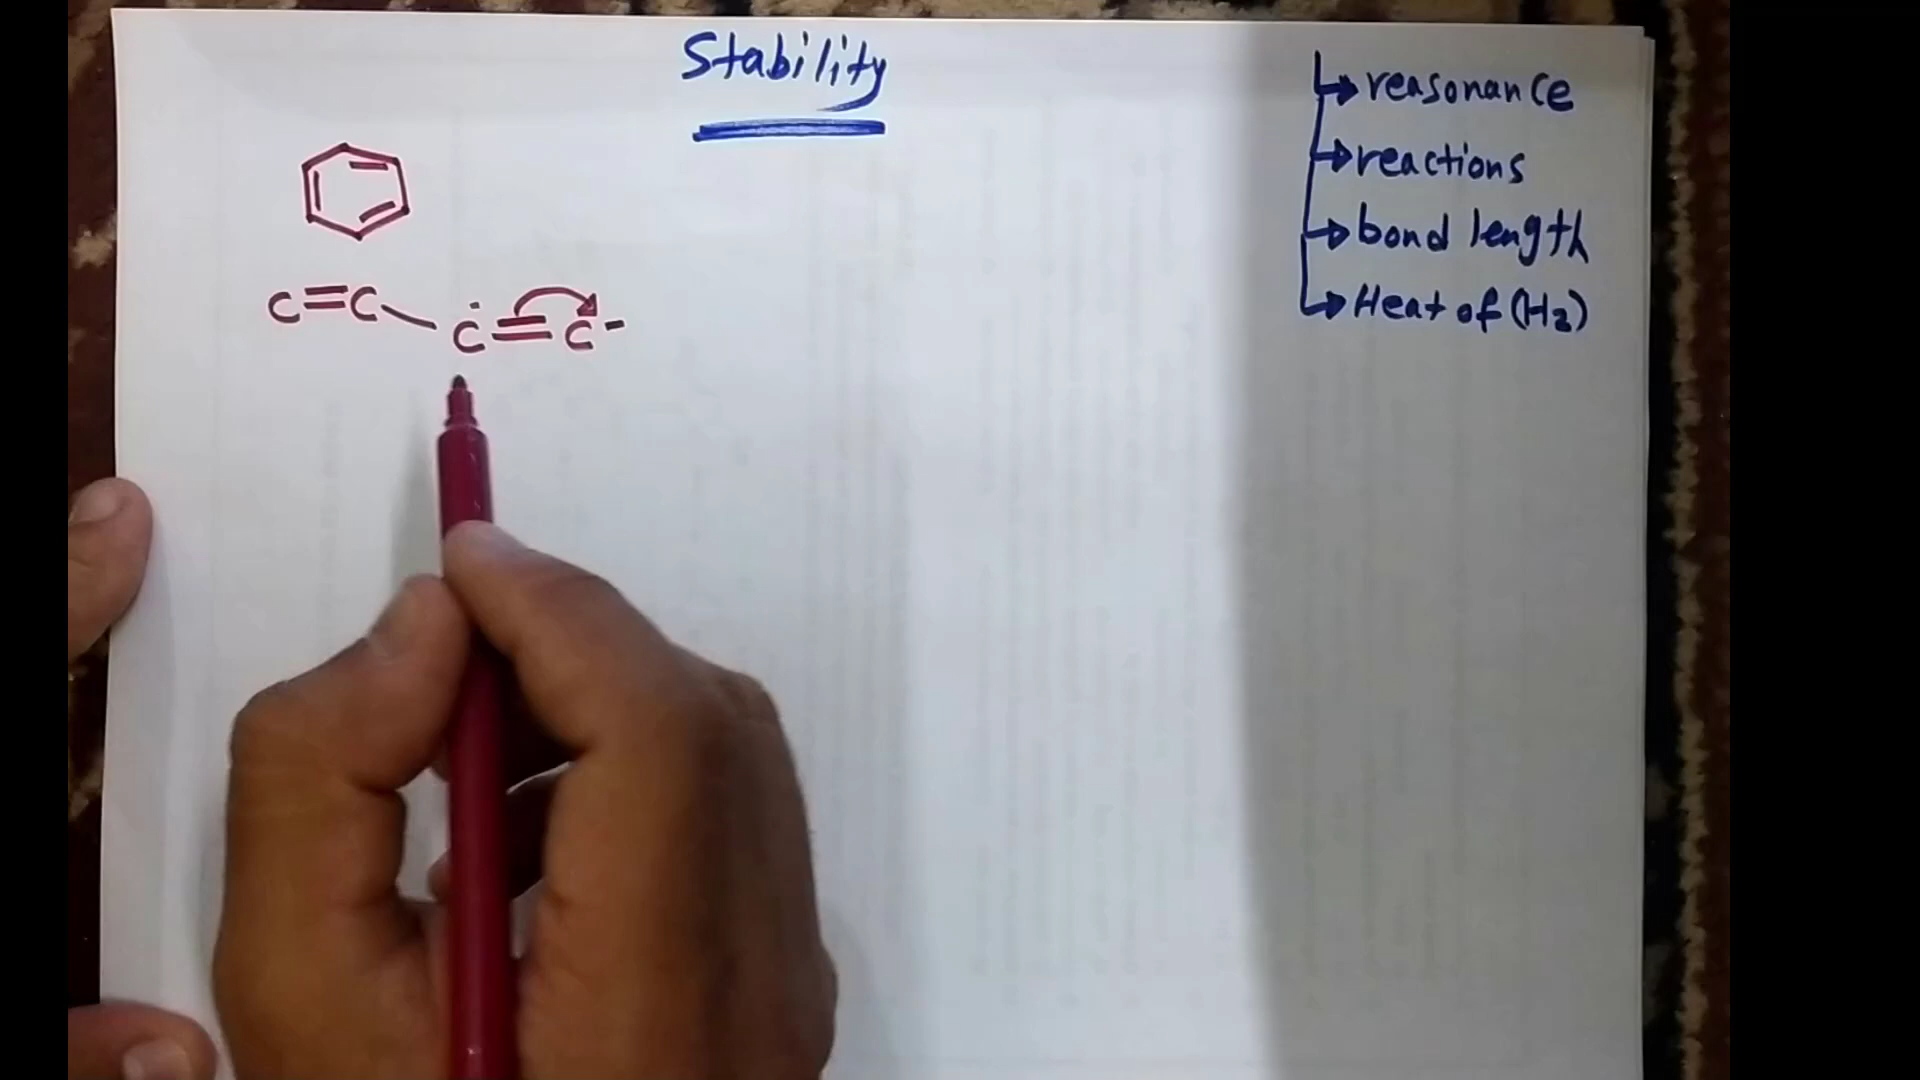 Stability
reasonance
reactions
bond length
Heat of (H₂)
C=C-C=C-